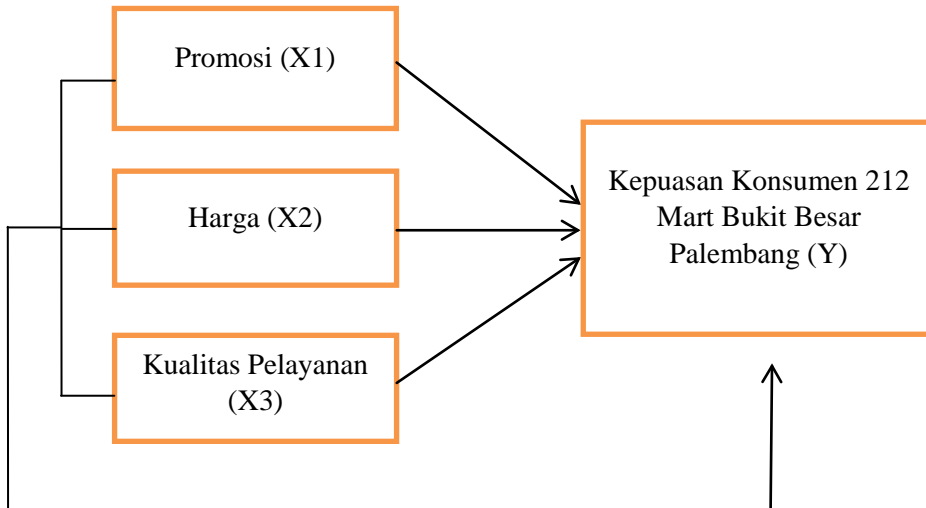 Promosi (X1)
Harga (X2)
Kualitas Pelayanan
(X3)
Kepuasan Konsumen 212
Mart Bukit Besar
Palembang (Y)